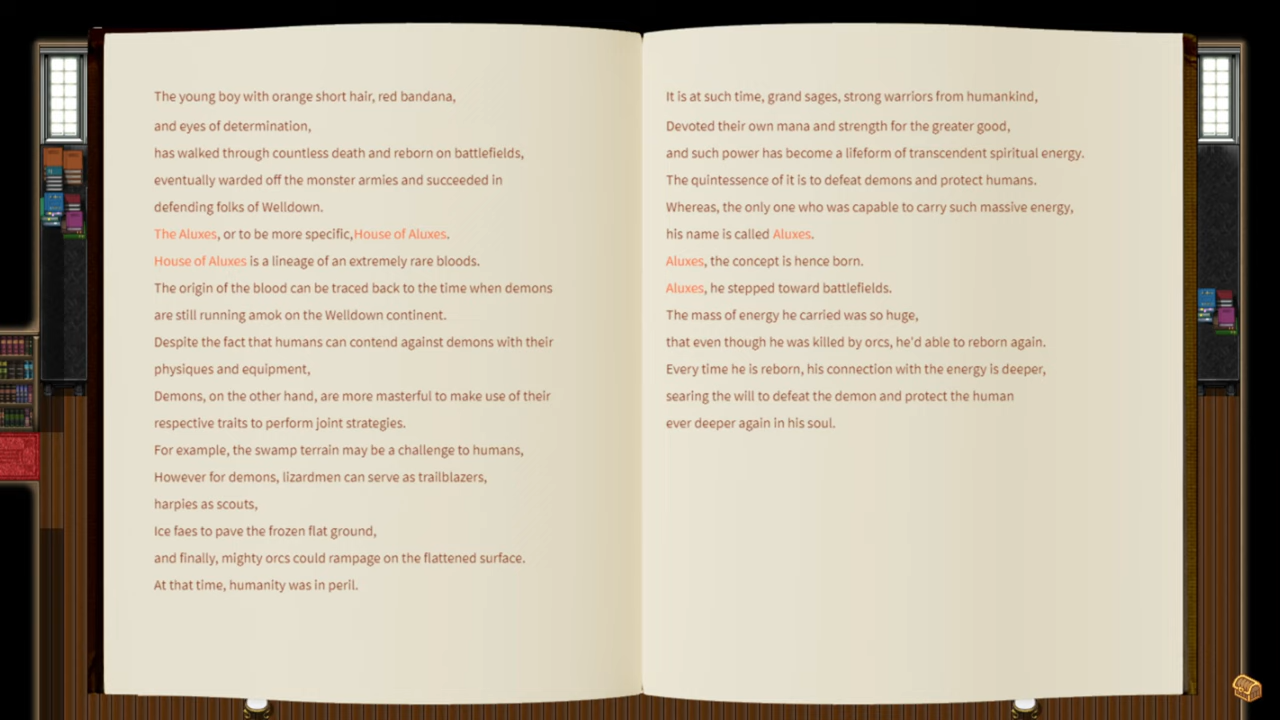 The young boy with orange short hair, red bandana,
and eyes of determination,
has walked through countless death and reborn on battlefields,
eventually warded off the monster armies and succeeded in
defending folks of Welldown.
The Aluxes, or to be more specific,House of Aluxes.
House of Aluxes is a lineage of an extremely rare bloods.
The origin of the blood can be traced back to the time when demons
are still running amok on the Welldown continent.
Despite the fact that humans can contend against demons with their
physiques and equipment,
Demons, on the other hand, are more masterful to make use of their
respective traits to perform joint strategies.
For example, the swamp terrain may be a challenge to humans,
However for demons, lizardmen can serve as trailblazers,
harpies as scouts,
Ice faes to pave the frozen flat ground,
and finally, mighty orcs could rampage on the flattened surface.
At that time, humanity was in peril.
It is at such time, grand sages, strong warriors from humankind,
Devoted their own mana and strength for the greater good,
and such power has become a lifeform of transcendent spiritual energy.
The quintessence of it is to defeat demons and protect humans.
Whereas, the only one who was capable to carry such massive energy,
his name is called Aluxes.
Aluxes, the concept is hence born.
Aluxes, he stepped toward battlefields.
The mass of energy he carried was so huge,
that even though he was killed by orcs, he'd able to reborn again.
Every time he is reborn, his connection with the energy is deeper,
searing the will to defeat the demon and protect the human
ever deeper again in his soul.